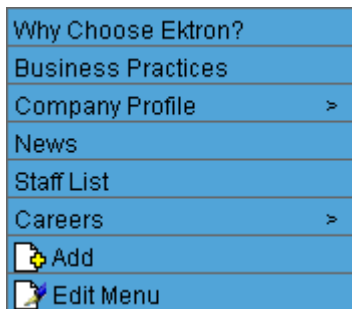 Why Choose Ektron?
Business Practices
Company Profile >
News
Staff List
Careers >
Add
Edit Menu